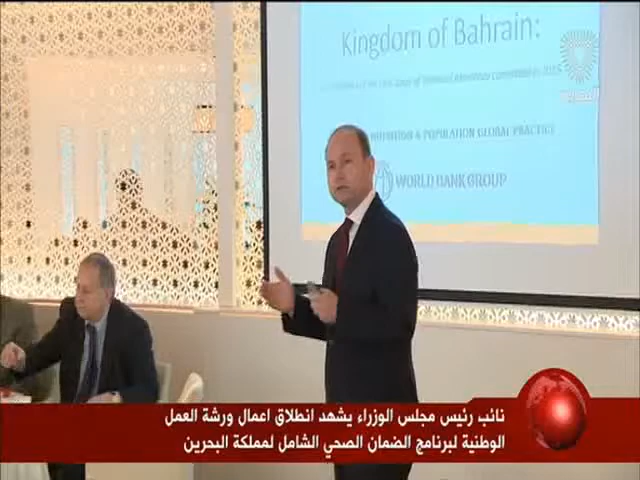 Kingdom of Bahrain:
NUTRITION & POPULATION GLOBAL PRACTICE
WORLD BANK GROUP
نائب رئيس مجلس الوزراء يشهد انطلاق اعمال ورشة العمل
الوطنية لبرنامج الضمان الصحي الشامل لمملكة البحرين